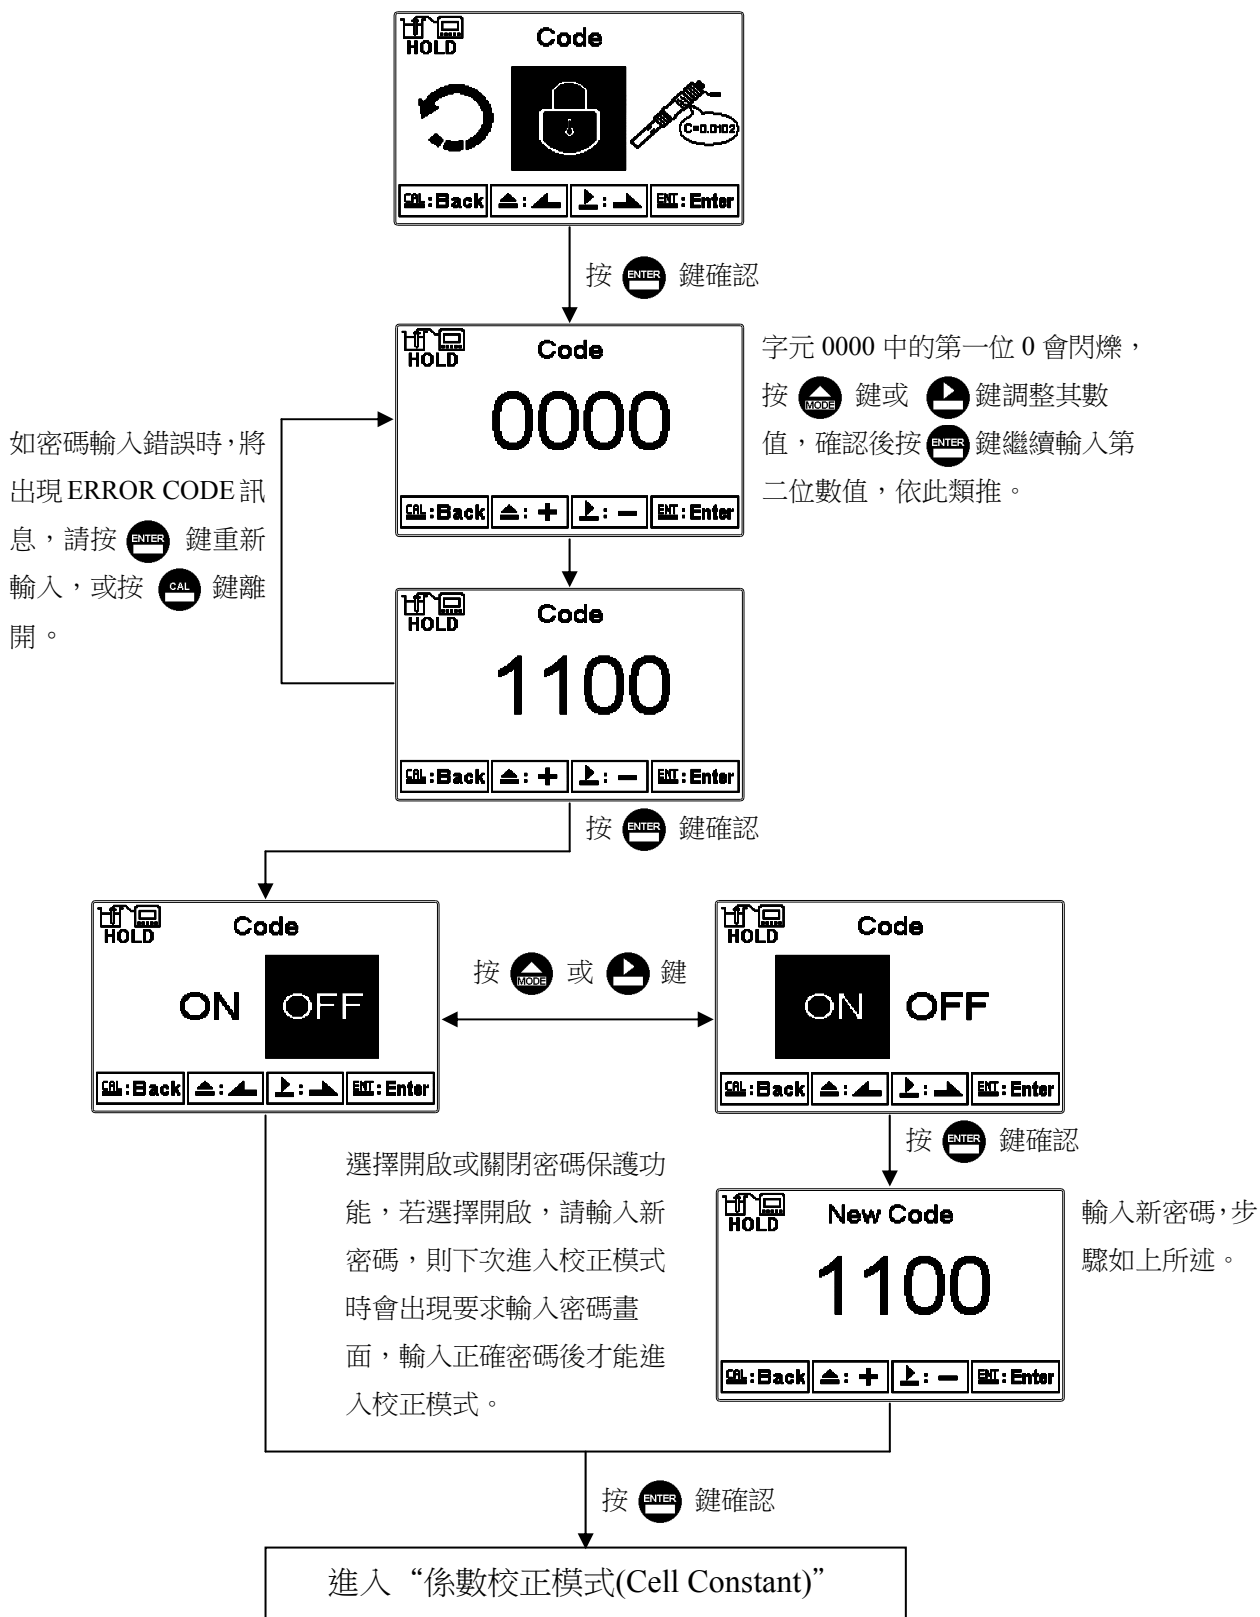 HOLD
Code
C=0.0102
CAL:Back ▲: ▶: ENT:Enter
按 ENTER 鍵確認
HOLD
Code
0000
CAL:Back ▲:+ ▶:− ENT:Enter
字元 0000 中的第一位 0 會閃爍，
按 MODE 鍵或 鍵調整其數
值，確認後按 ENTER 鍵繼續輸入第
二位數值，依此類推。
如密碼輸入錯誤時，將
出現 ERROR CODE 訊
息，請按 ENTER 鍵重新
輸入，或按 CAL 鍵離
開。
HOLD
Code
1100
CAL:Back ▲:+ ▶:− ENT:Enter
按 ENTER 鍵確認
HOLD
Code
ON OFF
CAL:Back ▲: ▶: ENT:Enter
按 MODE 或 鍵
HOLD
Code
ON OFF
CAL:Back ▲: ▶: ENT:Enter
按 ENTER 鍵確認
選擇開啟或關閉密碼保護功
能，若選擇開啟，請輸入新
密碼，則下次進入校正模式
時會出現要求輸入密碼畫
面，輸入正確密碼後才能進
入校正模式。
HOLD
New Code
1100
CAL:Back ▲:+ ▶:− ENT:Enter
輸入新密碼，步
驟如上所述。
按 ENTER 鍵確認
進入“係數校正模式(Cell Constant)”